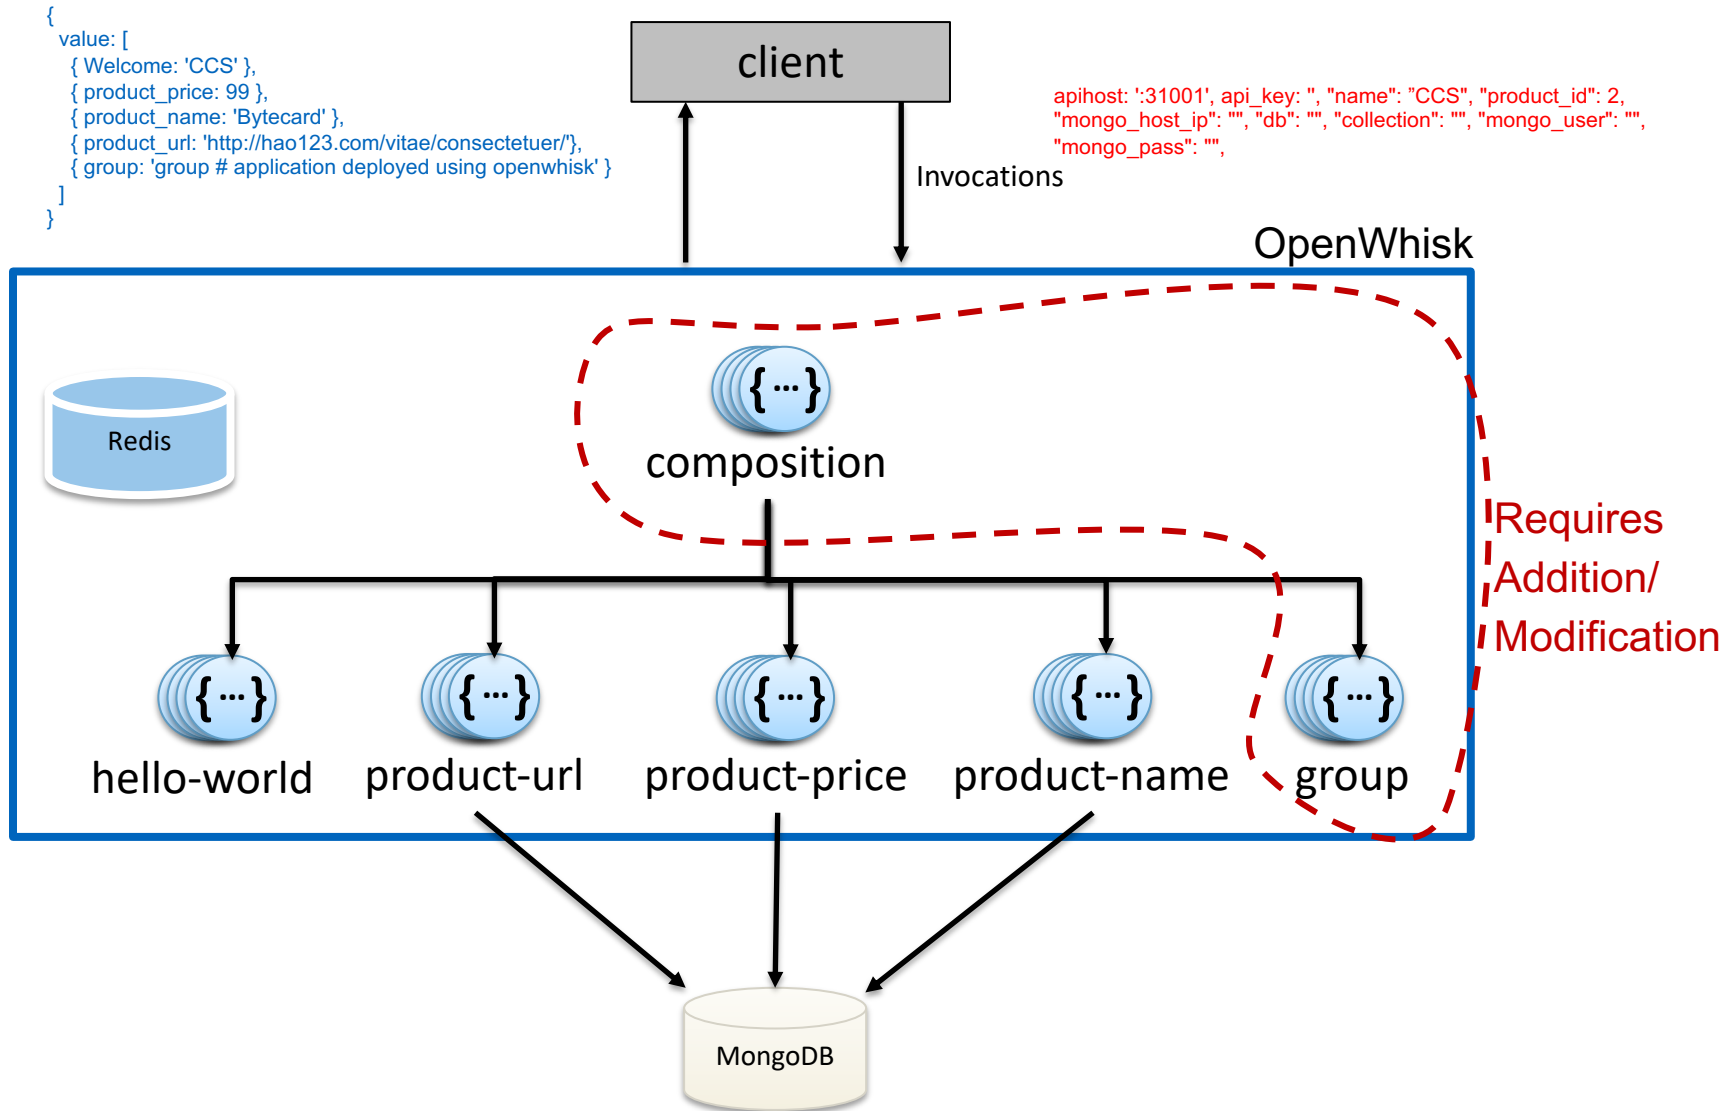 {
value: [
{ Welcome: 'CCS' },
{ product_price: 99 },
{ product_name: 'Bytecard' },
{ product_url: 'http://hao123.com/vitae/consectetuer/'},
{ group: 'group # application deployed using openwhisk' }
]
}
client
apihost: ':31001', api_key: '', "name": ”CCS", "product_id": 2,
"mongo_host_ip": "", "db": "", "collection": "", "mongo_user": "",
"mongo_pass": "",
Invocations
OpenWhisk
{ ··· }
Redis
composition
Requires
Addition/
Modification
{ ··· }
{ ··· }
{ ··· }
{ ··· }
{ ··· }
hello-world
product-url
product-price
product-name
group
MongoDB